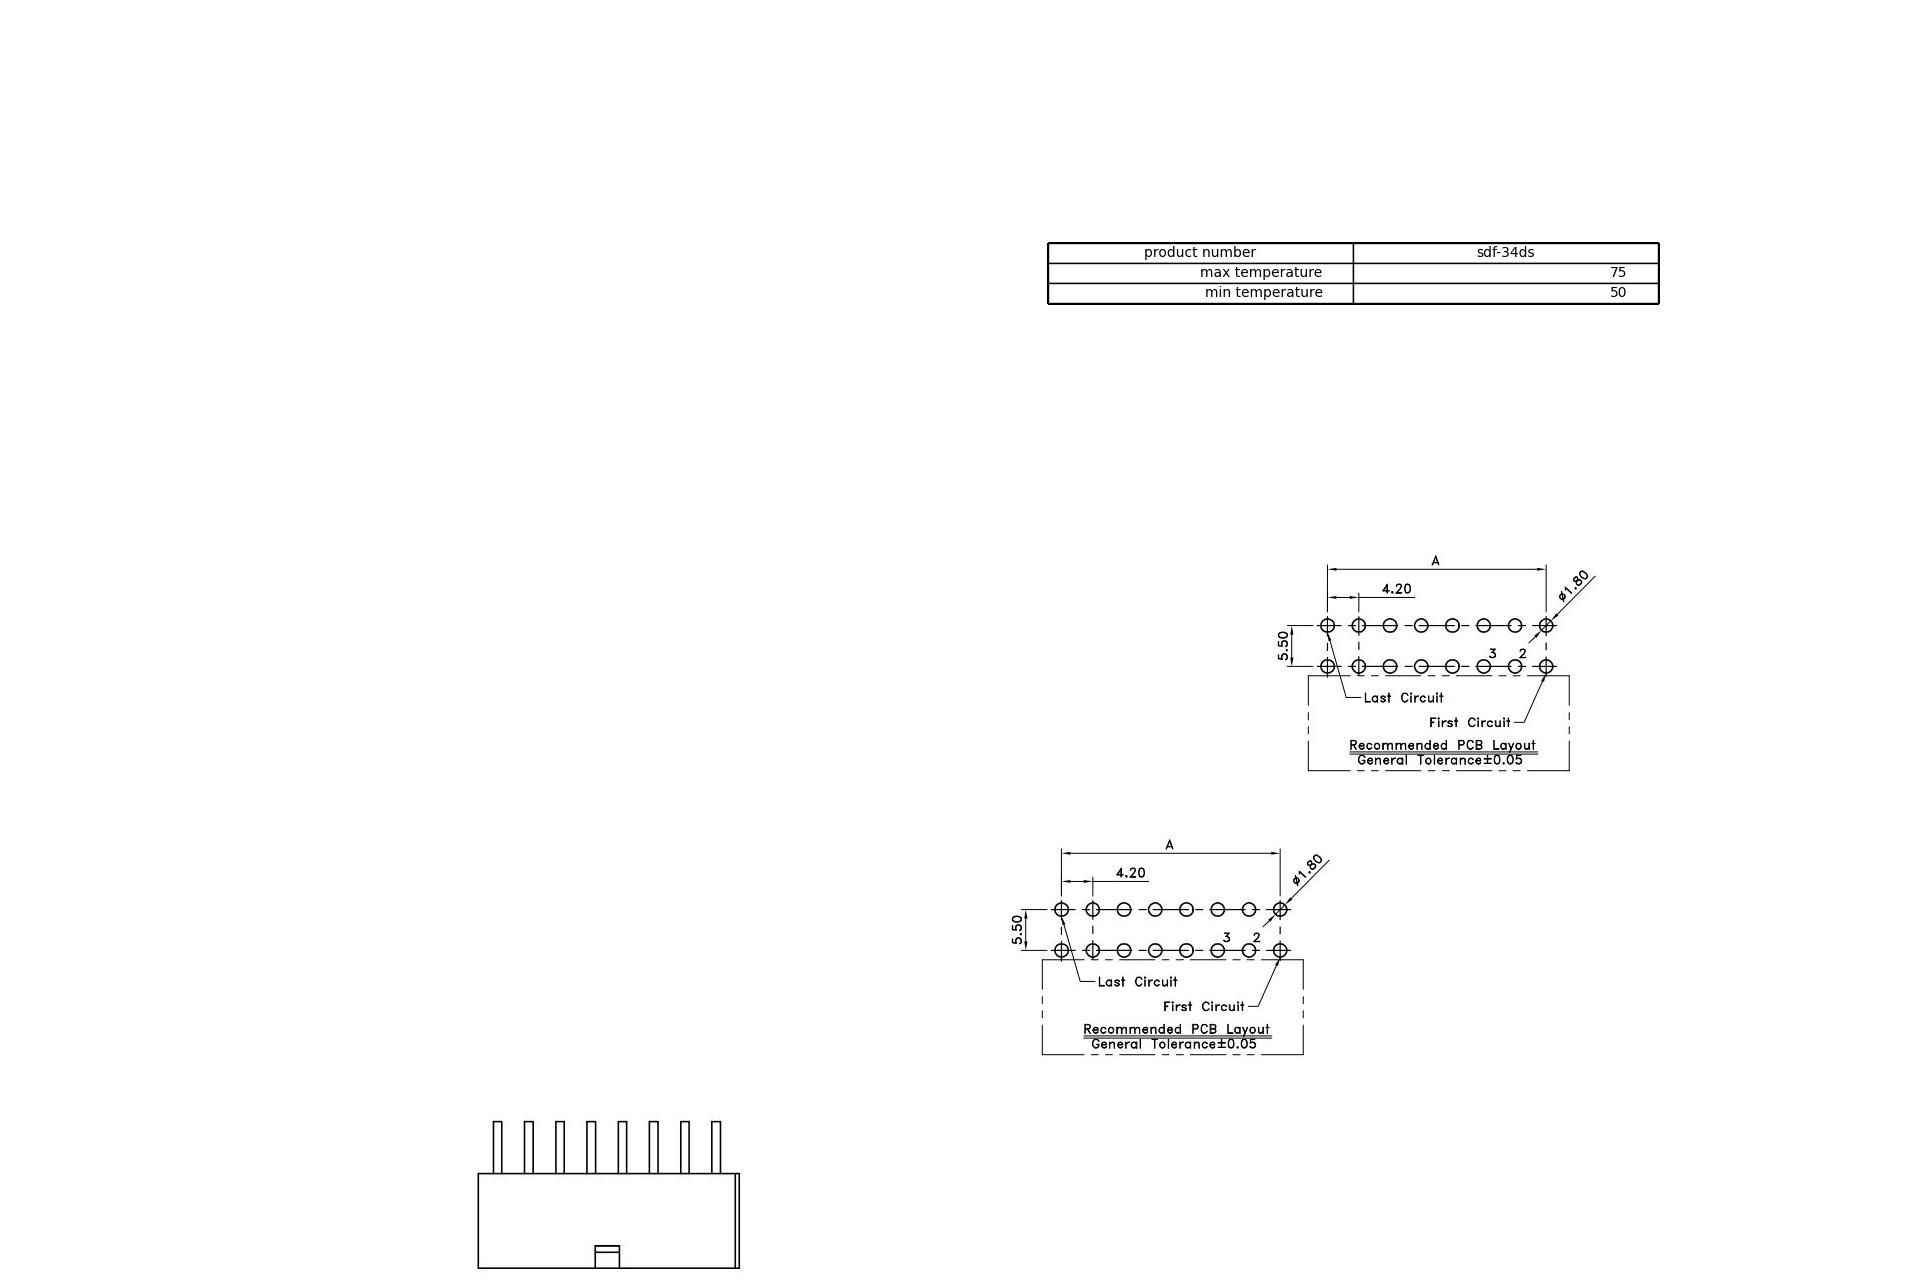 product number sdf-34ds
max temperature 75
min temperature 50
A
4.20
ø1.80
5.50
3 2
Last Circuit
First Circuit
Recommended PCB Layout
General Tolerance±0.05
A
4.20
ø1.80
5.50
3 2
Last Circuit
First Circuit
Recommended PCB Layout
General Tolerance±0.05